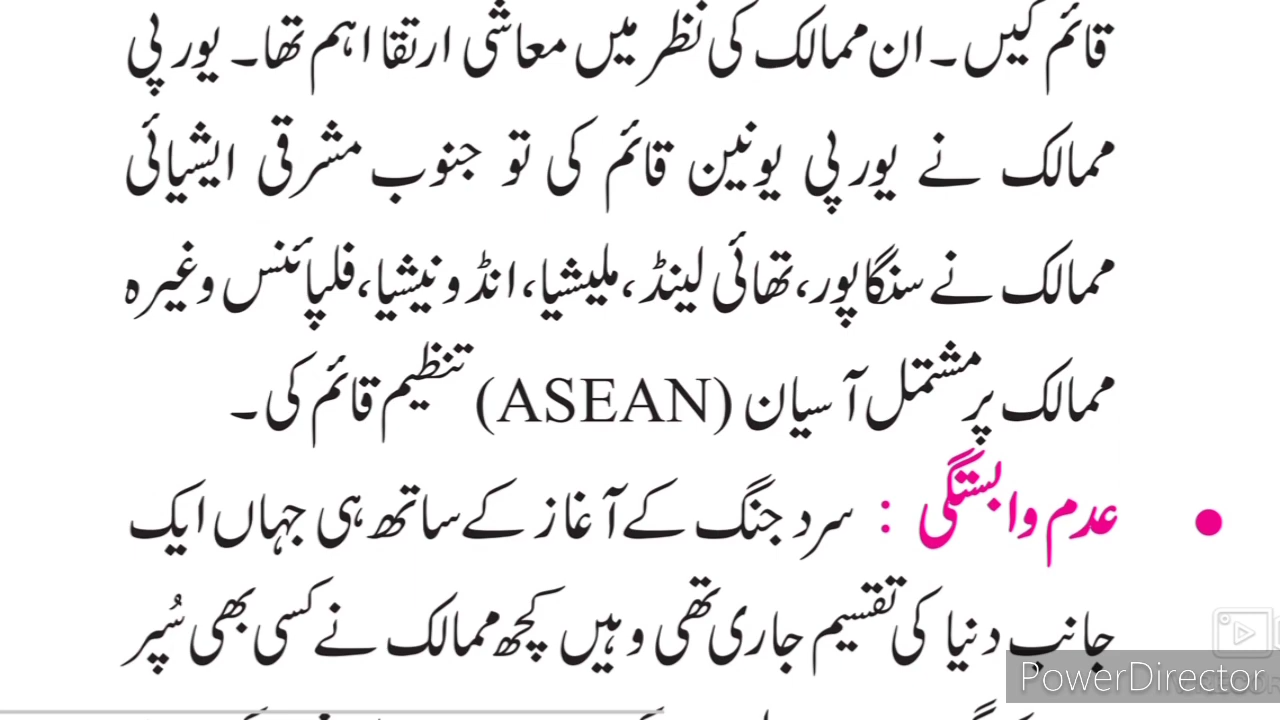 قائم کیں۔ ان ممالک کی نظر میں معاشی ارتقا اہم تھا۔ یورپی
ممالک نے یورپی یونین قائم کی تو جنوب مشرقی ایشیائی
ممالک نے سنگاپور، تھائی لینڈ، ملیشیا، انڈونیشیا، فلپائنس وغیرہ
ممالک پر مشتمل آسیان (ASEAN) تنظیم قائم کی۔
• عدم وابستگی : سرد جنگ کے آغاز کے ساتھ ہی جہاں ایک
جانب دنیا کی تقسیم جاری تھی وہیں کچھ ممالک نے کسی بھی سُپر
PowerDirector